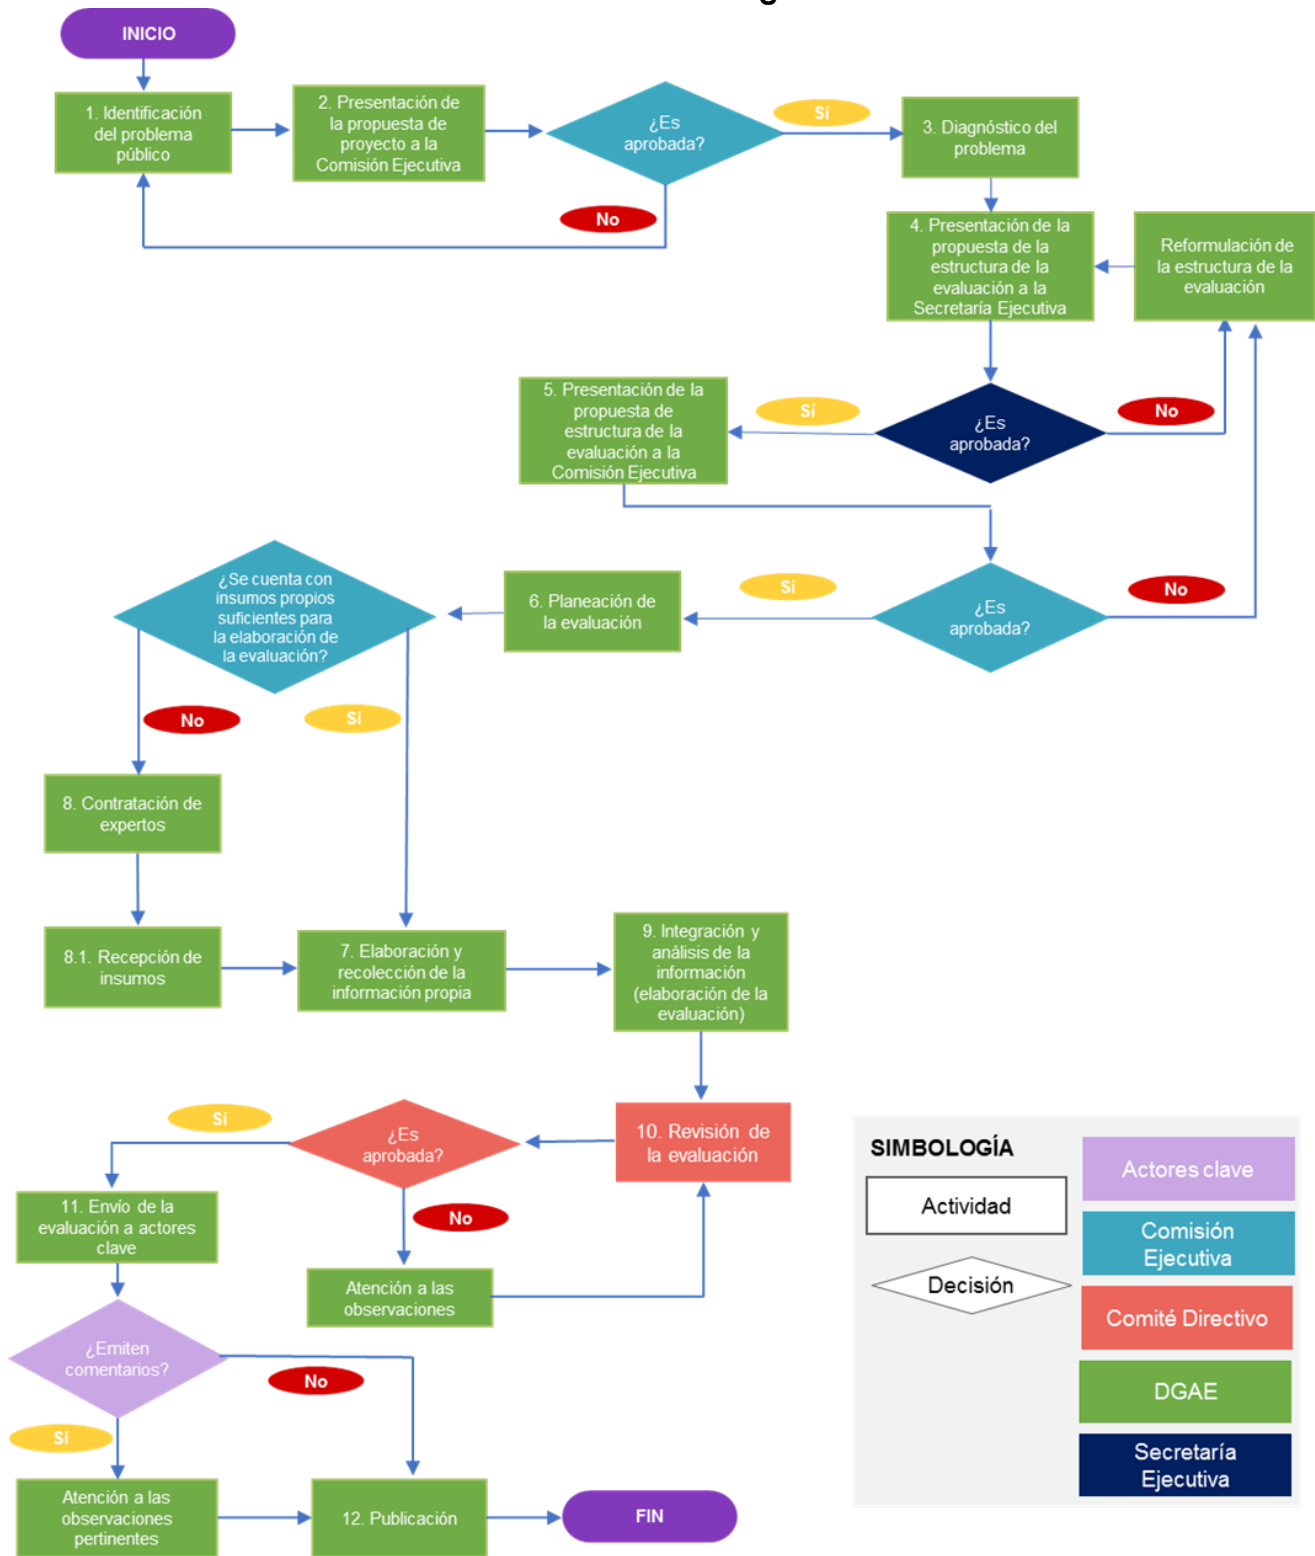 INICIO
1. Identificación
del problema
público
2. Presentación de
la propuesta de
proyecto a la
Comisión Ejecutiva
¿Es
aprobada?
Sí
3. Diagnóstico del
problema
No
4. Presentación de la
propuesta de la
estructura de la
evaluación a la
Secretaría Ejecutiva
Reformulación de
la estructura de la
evaluación
5. Presentación de la
propuesta de
estructura de la
evaluación a la
Comisión Ejecutiva
Sí
¿Es
aprobada?
No
¿Se cuenta con
insumos propios
suficientes para
la elaboración de
la evaluación?
6. Planeación de
la evaluación
Sí
¿Es
aprobada?
No
No
Sí
8. Contratación de
expertos
8.1. Recepción de
insumos
7. Elaboración y
recolección de la
información propia
9. Integración y
análisis de la
información
(elaboración de la
evaluación)
Sí
¿Es
aprobada?
10. Revisión de
la evaluación
11. Envío de la
evaluación a actores
clave
No
Atención a las
observaciones
¿Emiten
comentarios?
No
Sí
Atención a las
observaciones
pertinentes
12. Publicación
FIN
SIMBOLOGÍA
Actividad
Decisión
Actores clave
Comisión
Ejecutiva
Comité Directivo
DGAE
Secretaría
Ejecutiva